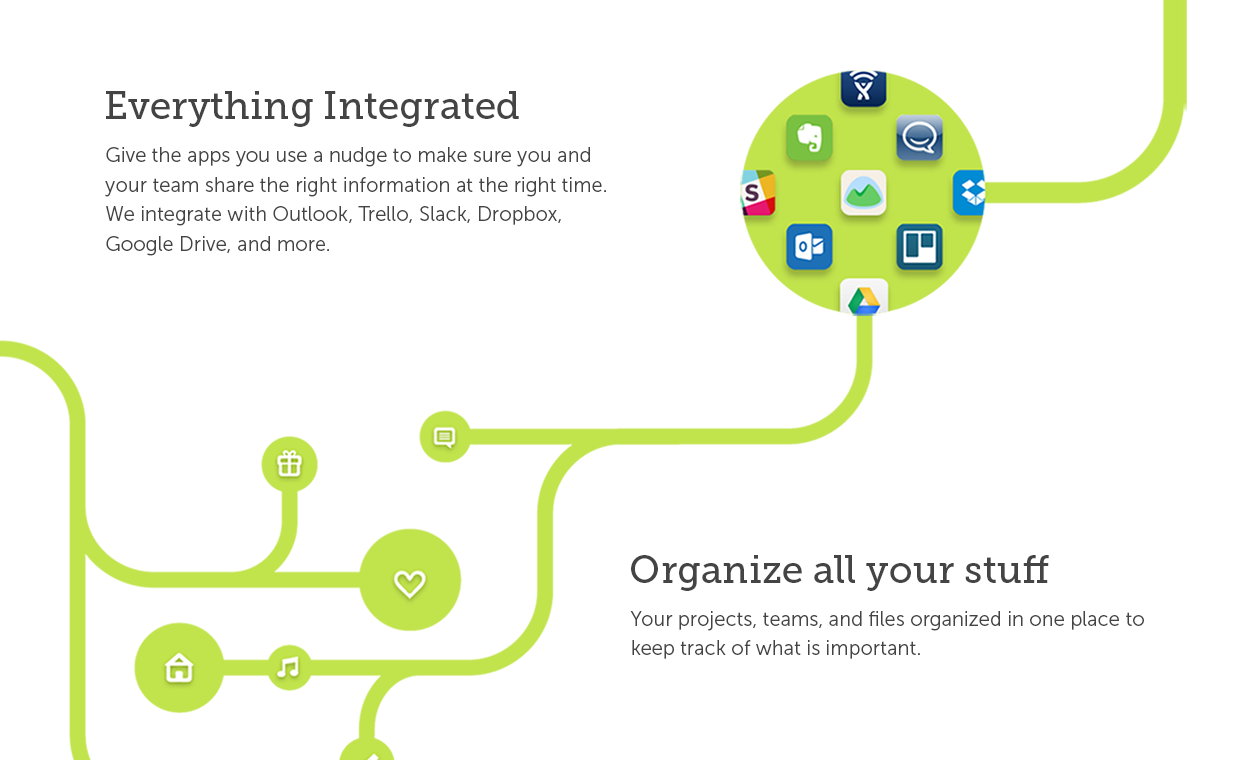 Everything Integrated
Give the apps you use a nudge to make sure you and
your team share the right information at the right time.
We integrate with Outlook, Trello, Slack, Dropbox,
Google Drive, and more.
S
o
Organize all your stuff
Your projects, teams, and files organized in one place to
keep track of what is important.